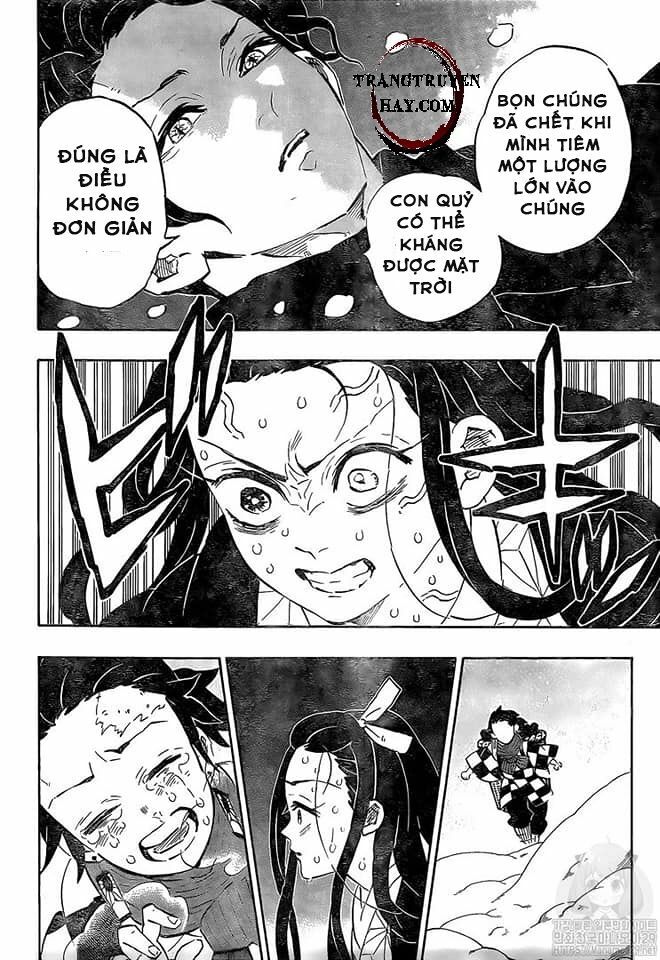 TRANGTRUYEN
HAY.COM
BỌN CHÚNG
ĐÃ CHẾT KHI
MÌNH TIÊM
MỘT LƯỢNG
LỚN VÀO
CHÚNG
CON QUỶ
CÓ THỂ
KHÁNG
ĐƯỢC MẶT
TRỜI
ĐÚNG LÀ
ĐIỀU
KHÔNG
ĐƠN GIẢN